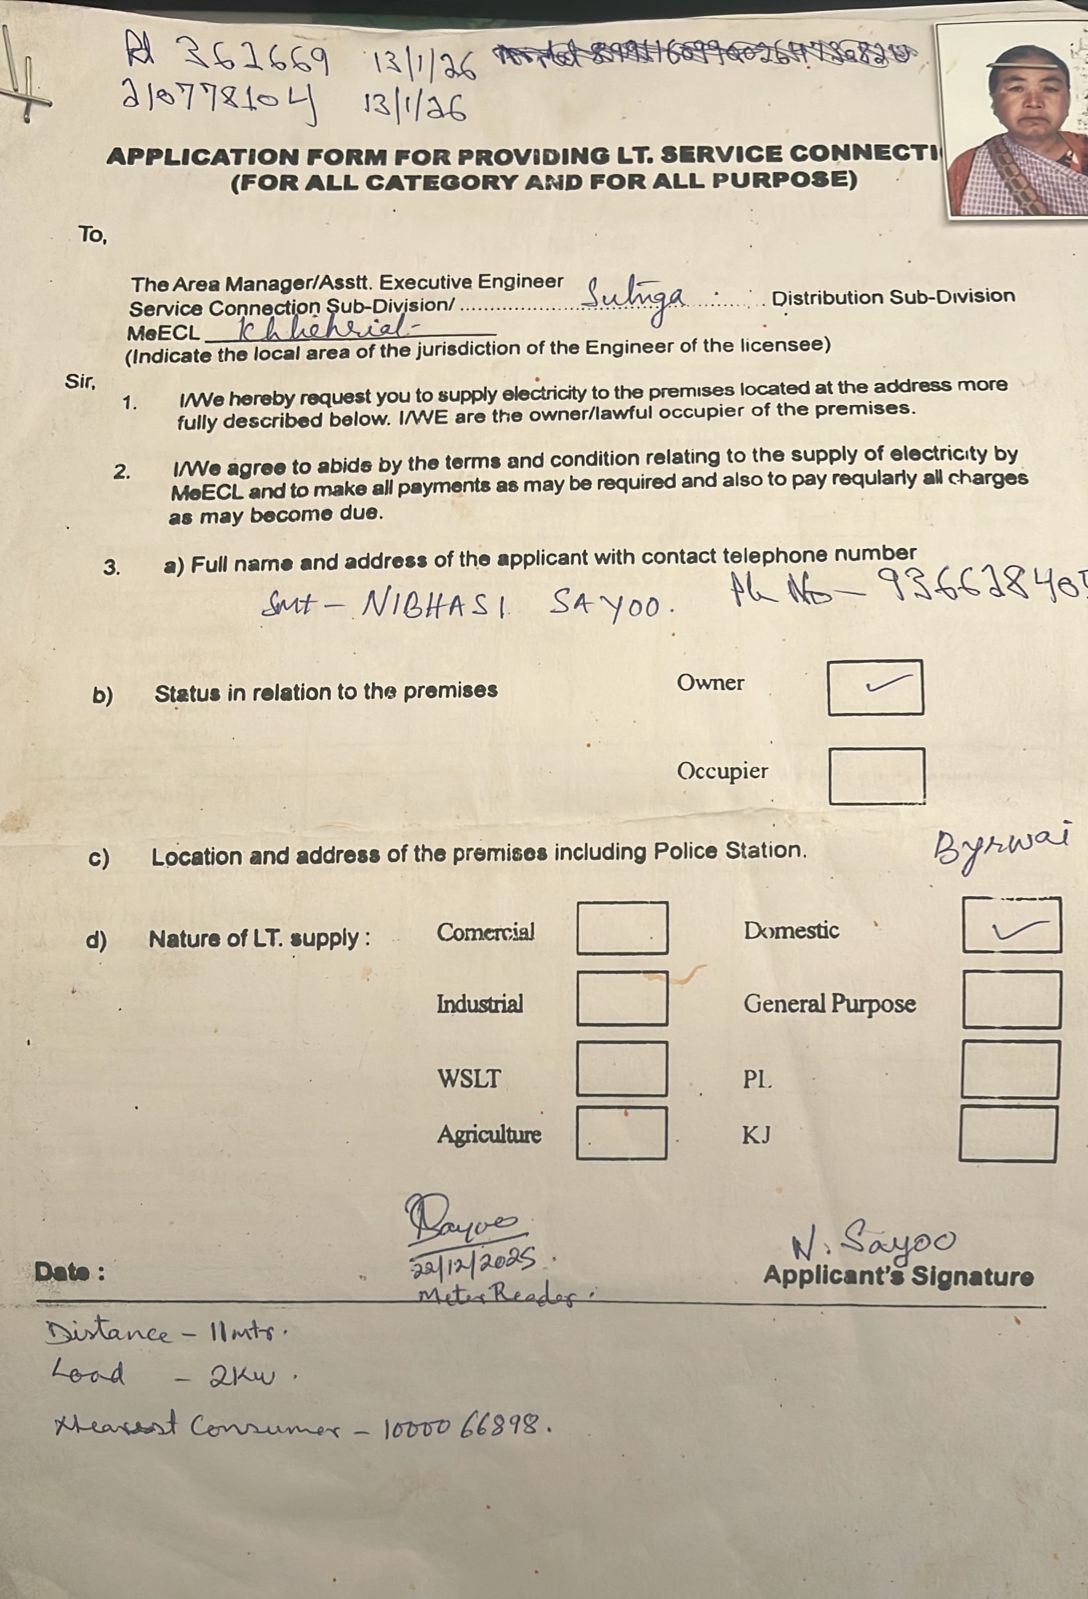 Rd 362669 13/1/26
210778104 13/1/26
APPLICATION FORM FOR PROVIDING LT. SERVICE CONNECTI
(FOR ALL CATEGORY AND FOR ALL PURPOSE)
To,
The Area Manager/Asstt. Executive Engineer
Service Connection Sub-Division/ Sutnga Distribution Sub-Division
MeECL Khliehriat
(Indicate the local area of the jurisdiction of the Engineer of the licensee)
Sir,
1. I/We hereby request you to supply electricity to the premises located at the address more
fully described below. I/WE are the owner/lawful occupier of the premises.
2. I/We agree to abide by the terms and condition relating to the supply of electricity by
MeECL and to make all payments as may be required and also to pay reqularly all charges
as may become due.
3. a) Full name and address of the applicant with contact telephone number
Smt - NIBHASI SAYOO. Ph No -
b) Status in relation to the premises Owner ✓
Occupier
c) Location and address of the premises including Police Station. Byrwai
d) Nature of LT. supply : Comercial Domestic ✓
Industrial General Purpose
WSLT PL
Agriculture KJ
Sayoo
22/12/2025.
Meter Reader.
N. Sayoo
Date : Applicant's Signature
Distance - 11 mtr.
Load - 2Kw.
Nearest Consumer - 10000 66898.